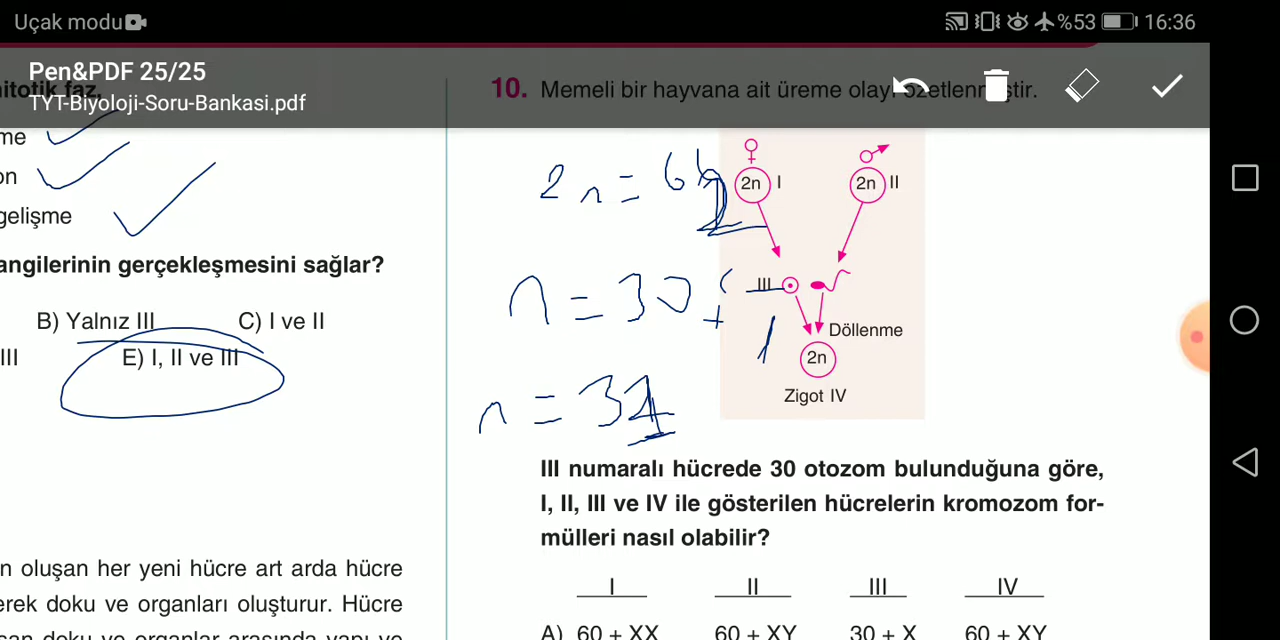 Uçak modu
%53 16:36
Pen&PDF 25/25
TYT-Biyoloji-Soru-Bankasi.pdf
itotik faz,
me
on
gelişme
angilerinin gerçekleşmesini sağlar?
B) Yalnız III C) I ve II
III E) I, II ve III
n oluşan her yeni hücre art arda hücre
erek doku ve organları oluşturur. Hücre
10. Memeli bir hayvana ait üreme olayı özetlenmiştir.
2n I 2n II
2n =
III
n = 30
+ 1
Döllenme
2n
Zigot IV
n = 31
III numaralı hücrede 30 otozom bulunduğuna göre,
I, II, III ve IV ile gösterilen hücrelerin kromozom for-
mülleri nasıl olabilir?
I II III IV
A) 60 + XX 60 + XY 30 + X 60 + XY